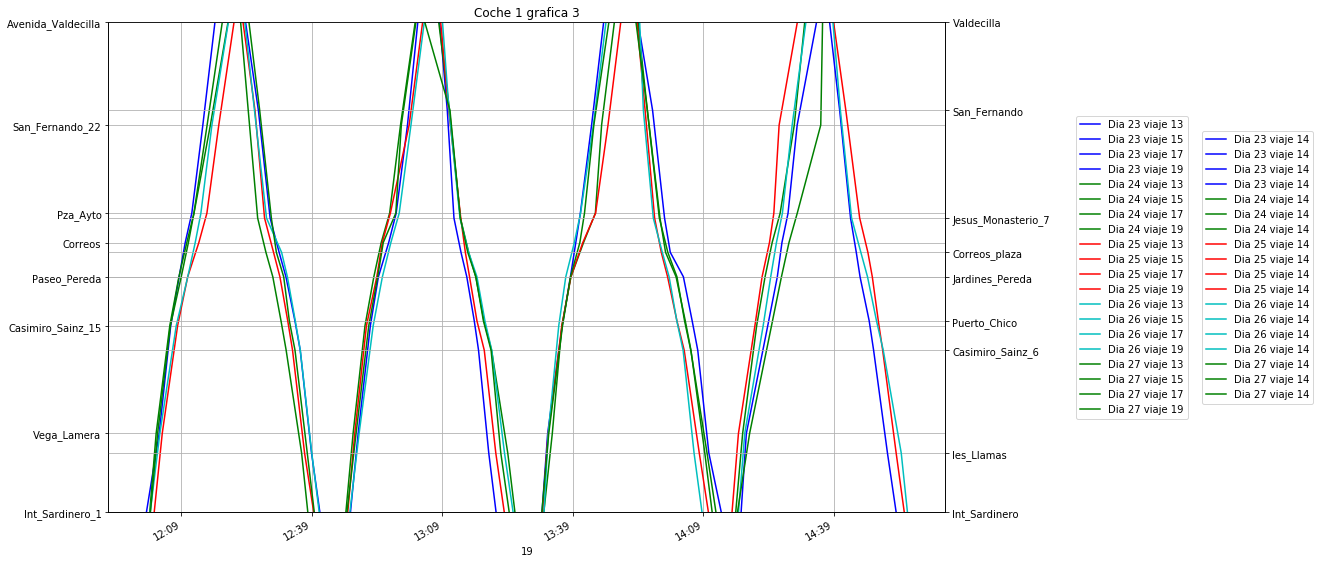 Coche 1 grafica 3
Avenida_Valdecilla
San_Fernando_22
Pza_Ayto
Correos
Paseo_Pereda
Casimiro_Sainz_15
Vega_Lamera
Int_Sardinero_1
Valdecilla
San_Fernando
Jesus_Monasterio_7
Correos_plaza
Jardines_Pereda
Puerto_Chico
Casimiro_Sainz_6
Ies_Llamas
Int_Sardinero
12:09
12:39
13:09
13:39
14:09
14:39
19
Dia 23 viaje 13
Dia 23 viaje 15
Dia 23 viaje 17
Dia 23 viaje 19
Dia 24 viaje 13
Dia 24 viaje 15
Dia 24 viaje 17
Dia 24 viaje 19
Dia 25 viaje 13
Dia 25 viaje 15
Dia 25 viaje 17
Dia 25 viaje 19
Dia 26 viaje 13
Dia 26 viaje 15
Dia 26 viaje 17
Dia 26 viaje 19
Dia 27 viaje 13
Dia 27 viaje 15
Dia 27 viaje 17
Dia 27 viaje 19
Dia 23 viaje 14
Dia 23 viaje 14
Dia 23 viaje 14
Dia 23 viaje 14
Dia 24 viaje 14
Dia 24 viaje 14
Dia 24 viaje 14
Dia 25 viaje 14
Dia 25 viaje 14
Dia 25 viaje 14
Dia 25 viaje 14
Dia 26 viaje 14
Dia 26 viaje 14
Dia 26 viaje 14
Dia 26 viaje 14
Dia 27 viaje 14
Dia 27 viaje 14
Dia 27 viaje 14